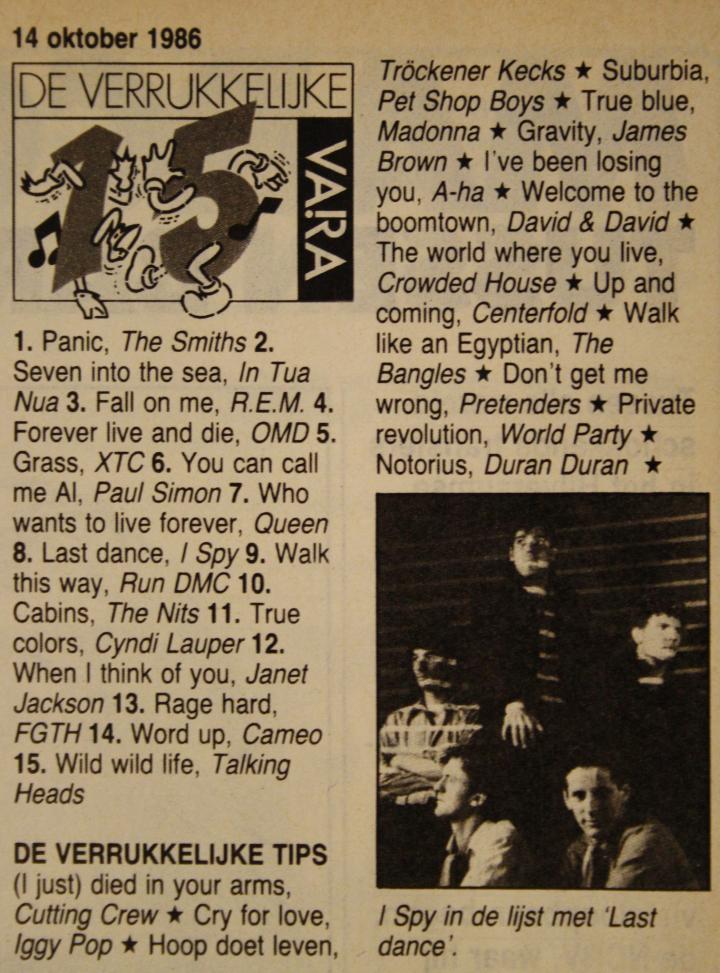 14 oktober 1986
DE VERRUKKELIJKE
15
VARA
1. Panic, The Smiths 2.
Seven into the sea, In Tua
Nua 3. Fall on me, R.E.M. 4.
Forever live and die, OMD 5.
Grass, XTC 6. You can call
me Al, Paul Simon 7. Who
wants to live forever, Queen
8. Last dance, I Spy 9. Walk
this way, Run DMC 10.
Cabins, The Nits 11. True
colors, Cyndi Lauper 12.
When I think of you, Janet
Jackson 13. Rage hard,
FGTH 14. Word up, Cameo
15. Wild wild life, Talking
Heads
DE VERRUKKELIJKE TIPS
(I just) died in your arms,
Cutting Crew ★ Cry for love,
Iggy Pop ★ Hoop doet leven,
Tröckener Kecks ★ Suburbia,
Pet Shop Boys ★ True blue,
Madonna ★ Gravity, James
Brown ★ I've been losing
you, A-ha ★ Welcome to the
boomtown, David & David ★
The world where you live,
Crowded House ★ Up and
coming, Centerfold ★ Walk
like an Egyptian, The
Bangles ★ Don't get me
wrong, Pretenders ★ Private
revolution, World Party ★
Notorius, Duran Duran ★
I Spy in de lijst met 'Last
dance'.